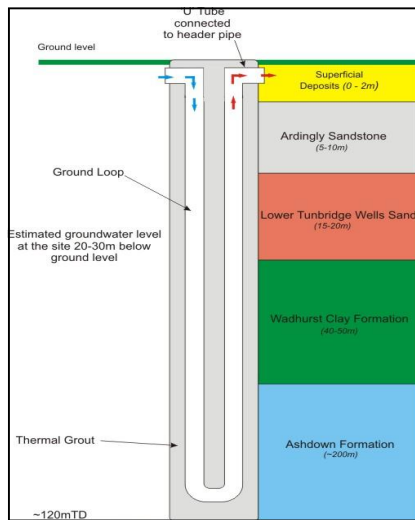 'U' Tube
connected
to header pipe
Ground level
Superficial
Deposits (0 - 2m)
Ardingly Sandstone
(5-10m)
Ground Loop
Lower Tunbridge Wells Sand
(15-20m)
Estimated groundwater level
at the site 20-30m below
ground level
Wadhurst Clay Formation
(40-50m)
Thermal Grout
Ashdown Formation
(~200m)
~120mTD